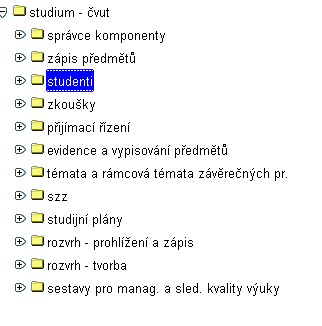 studium - čvut
správce komponenty
zápis předmětů
studenti
zkoušky
přijímací řízení
evidence a vypisování předmětů
témata a rámcová témata závěrečných pr.
szz
studijní plány
rozvrh - prohlížení a zápis
rozvrh - tvorba
sestavy pro manag. a sled. kvality výuky